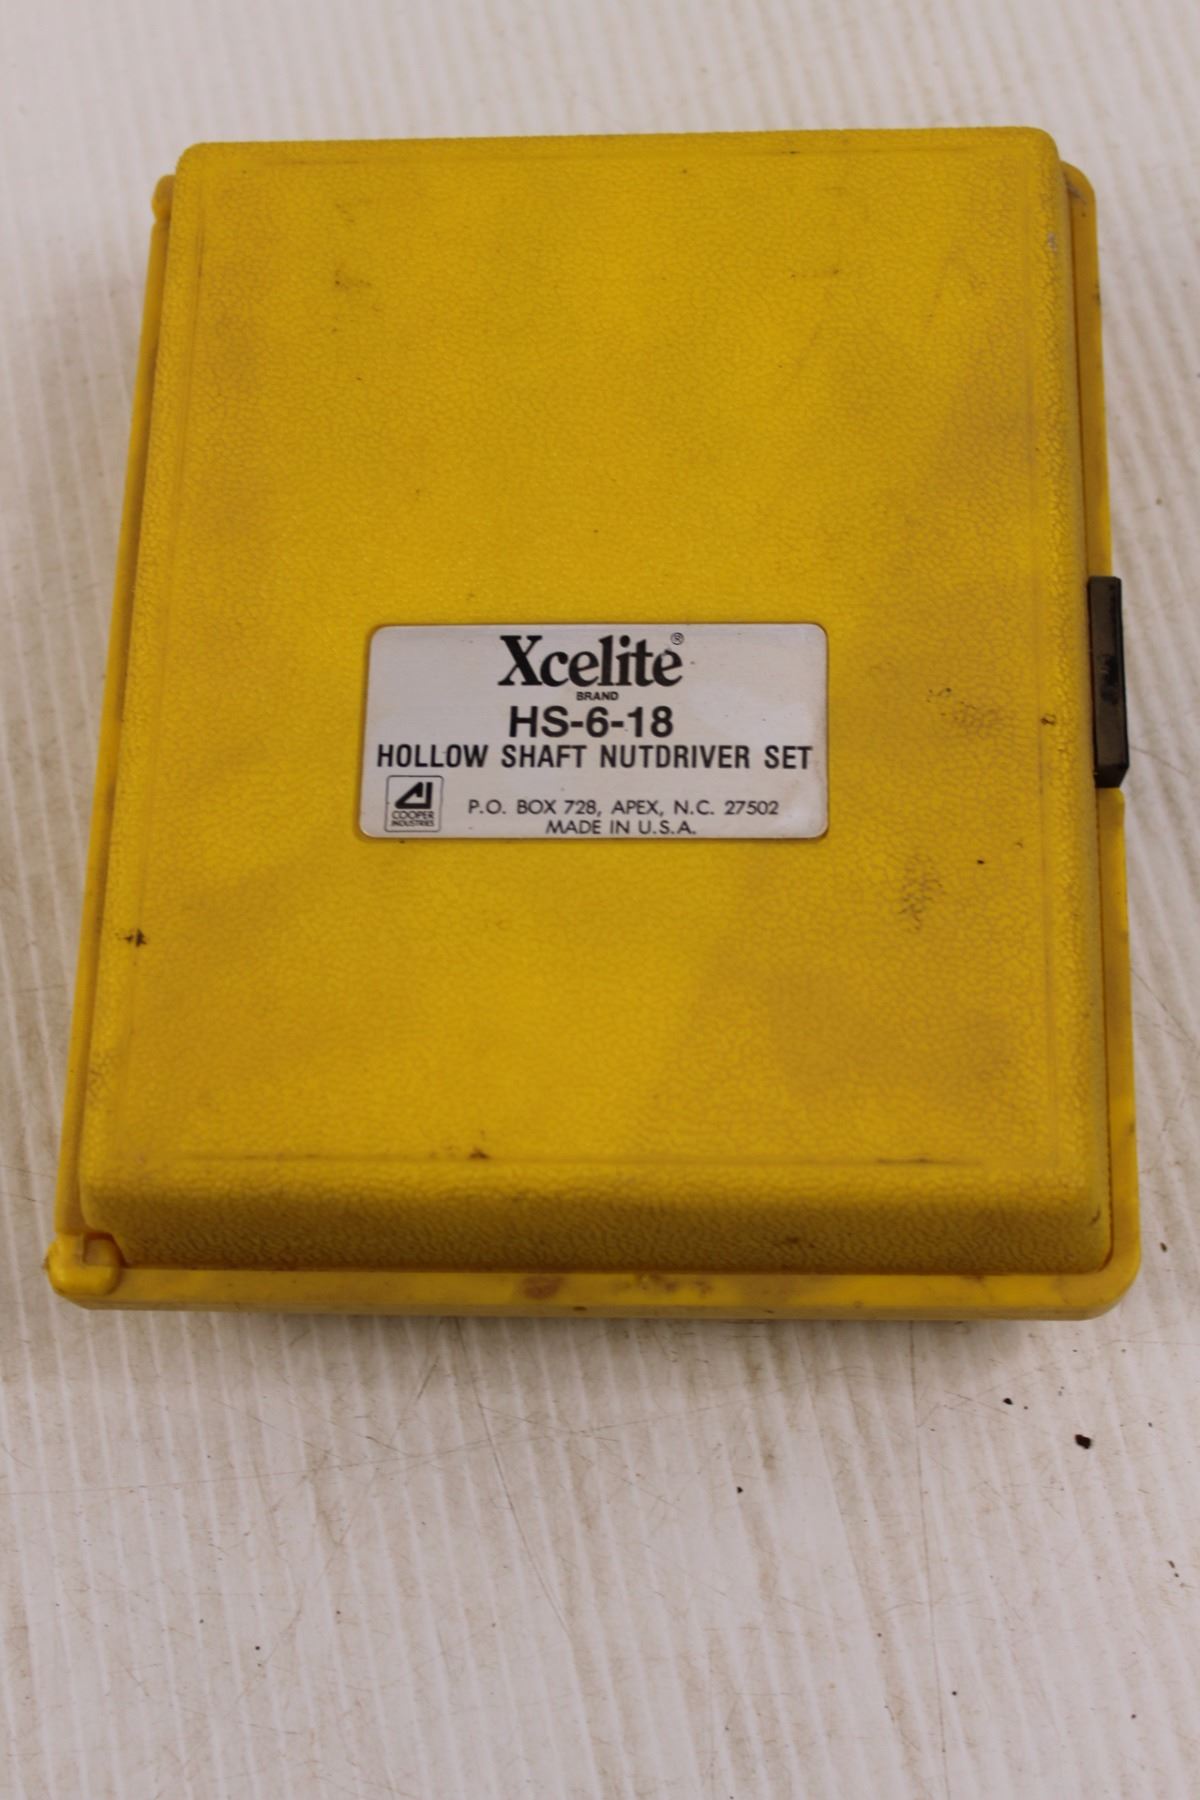 Xcelite®
BRAND
HS-6-18
HOLLOW SHAFT NUTDRIVER SET
COOPER
INDUSTRIES
P.O. BOX 728, APEX, N.C. 27502
MADE IN U.S.A.